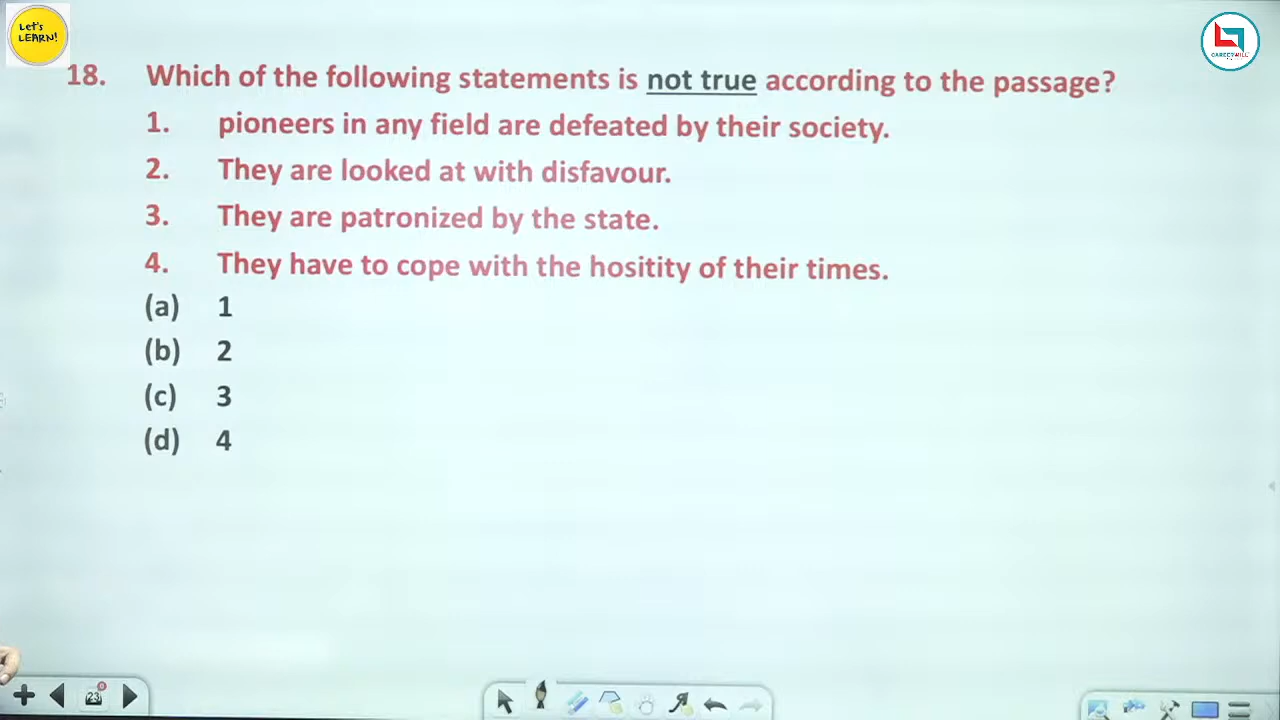 Let's
LEARN!
CAREERWILL
18. Which of the following statements is not true according to the passage?
1. pioneers in any field are defeated by their society.
2. They are looked at with disfavour.
3. They are patronized by the state.
4. They have to cope with the hositity of their times.
(a) 1
(b) 2
(c) 3
(d) 4
23